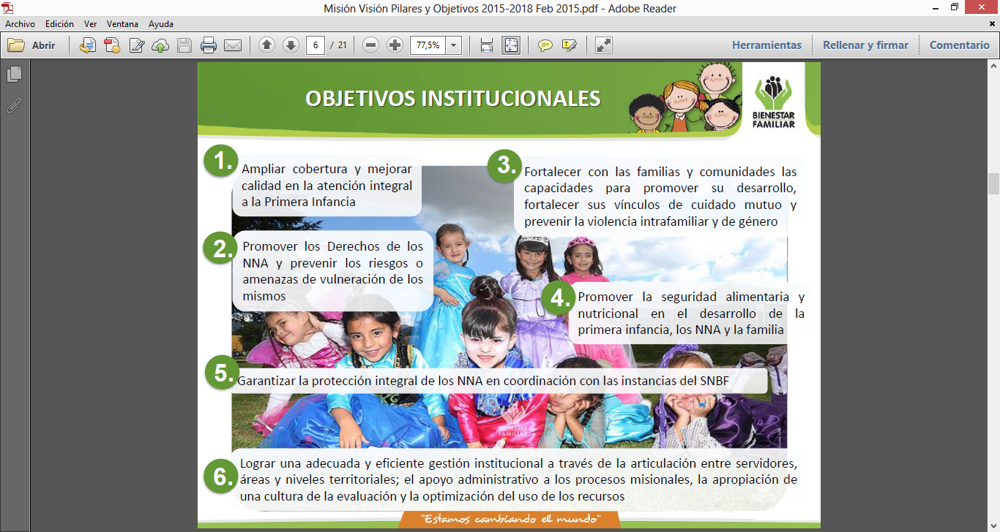 Misión Visión Pilares y Objetivos 2015-2018 Feb 2015.pdf - Adobe Reader
Archivo Edición Ver Ventana Ayuda
Abrir 6 / 21 77,5% Herramientas Rellenar y firmar Comentario
OBJETIVOS INSTITUCIONALES
BIENESTAR
FAMILIAR
1.
Ampliar cobertura y mejorar
calidad en la atención integral
a la Primera Infancia
2.
Promover los Derechos de los
NNA y prevenir los riesgos o
amenazas de vulneración de los
mismos
3.
Fortalecer con las familias y comunidades las
capacidades para promover su desarrollo,
fortalecer sus vínculos de cuidado mutuo y
prevenir la violencia intrafamiliar y de género
4.
Promover la seguridad alimentaria y
nutricional en el desarrollo de la
primera infancia, los NNA y la familia
5.
Garantizar la protección integral de los NNA en coordinación con las instancias del SNBF
BIENESTAR
FAMILIAR
6.
Lograr una adecuada y eficiente gestión institucional a través de la articulación entre servidores,
áreas y niveles territoriales; el apoyo administrativo a los procesos misionales, la apropiación de
una cultura de la evaluación y la optimización del uso de los recursos
"Estamos cambiando el mundo"